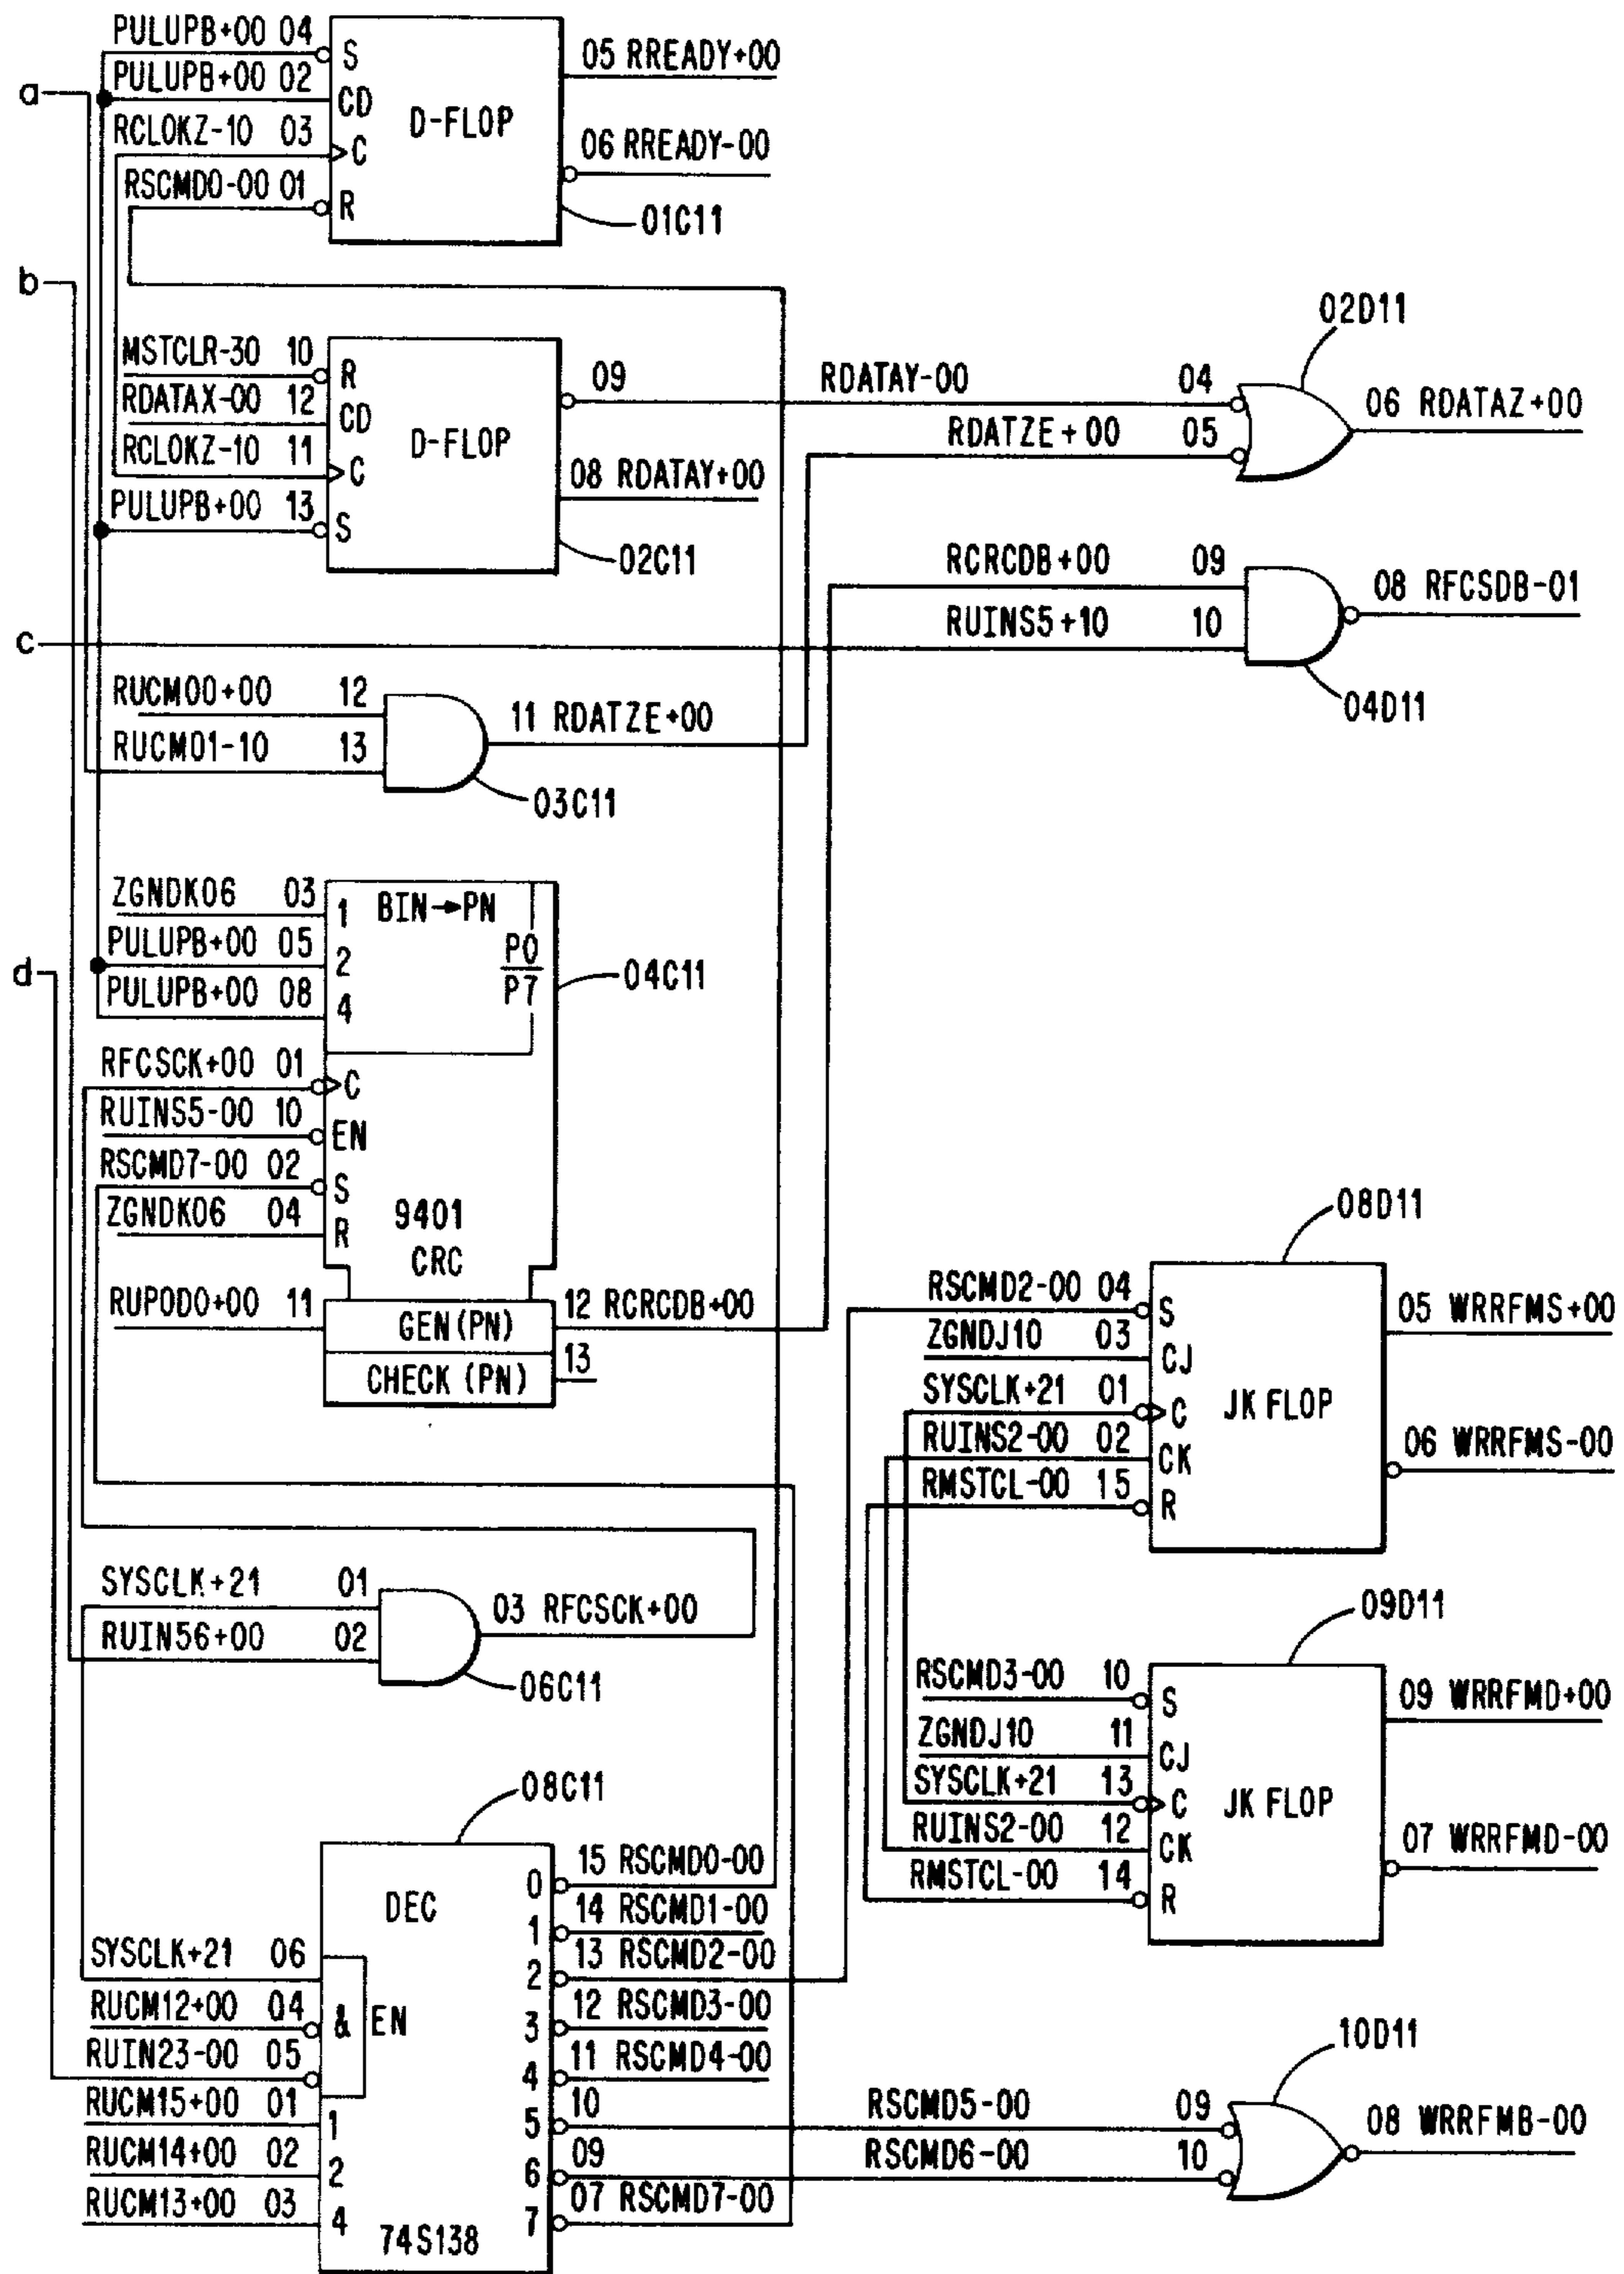 PULUPB+00 04
PULUPB+00 02
RCLOKZ-10 03
RSCMD0-00 01
S
CD
C
R
D-FLOP
05 RREADY+00
06 RREADY-00
01C11
a
b
c
d
MSTCLR-30 10
RDATAX-00 12
RCLOKZ-10 11
PULUPB+00 13
R
CD
C
S
D-FLOP
09
08 RDATAY+00
02C11
RDATAY-00 04
RDATZE+00 05
02D11
06 RDATAZ+00
RCRCDB+00 09
RUINS5+10 10
08 RFCSDB-01
04D11
RUCM00+00 12
RUCM01-10 13
11 RDATZE+00
03C11
ZGNDK06 03
PULUPB+00 05
PULUPB+00 08
1
2
4
BIN→PN
P0
P7
04C11
RFCSCK+00 01
RUINS5-00 10
RSCMD7-00 02
ZGNDK06 04
C
EN
S
R
9401
CRC
RUPOD0+00 11
GEN (PN)
CHECK (PN)
12 RCRCDB+00
13
08D11
RSCMD2-00 04
ZGNDJ10 03
SYSCLK+21 01
RUINS2-00 02
RMSTCL-00 15
S
CJ
C
CK
R
JK FLOP
05 WRRFMS+00
06 WRRFMS-00
SYSCLK+21 01
RUIN56+00 02
03 RFCSCK+00
06C11
09D11
RSCMD3-00 10
ZGNDJ10 11
SYSCLK+21 13
RUINS2-00 12
RMSTCL-00 14
S
CJ
C
CK
R
JK FLOP
09 WRRFMD+00
07 WRRFMD-00
08C11
DEC
SYSCLK+21 06
RUCM12+00 04
RUIN23-00 05
RUCM15+00 01
RUCM14+00 02
RUCM13+00 03
& EN
1
2
4
74S138
0 15 RSCMD0-00
1 14 RSCMD1-00
2 13 RSCMD2-00
3 12 RSCMD3-00
4 11 RSCMD4-00
5 10
6 09
7 07 RSCMD7-00
RSCMD5-00 09
RSCMD6-00 10
10D11
08 WRRFMB-00